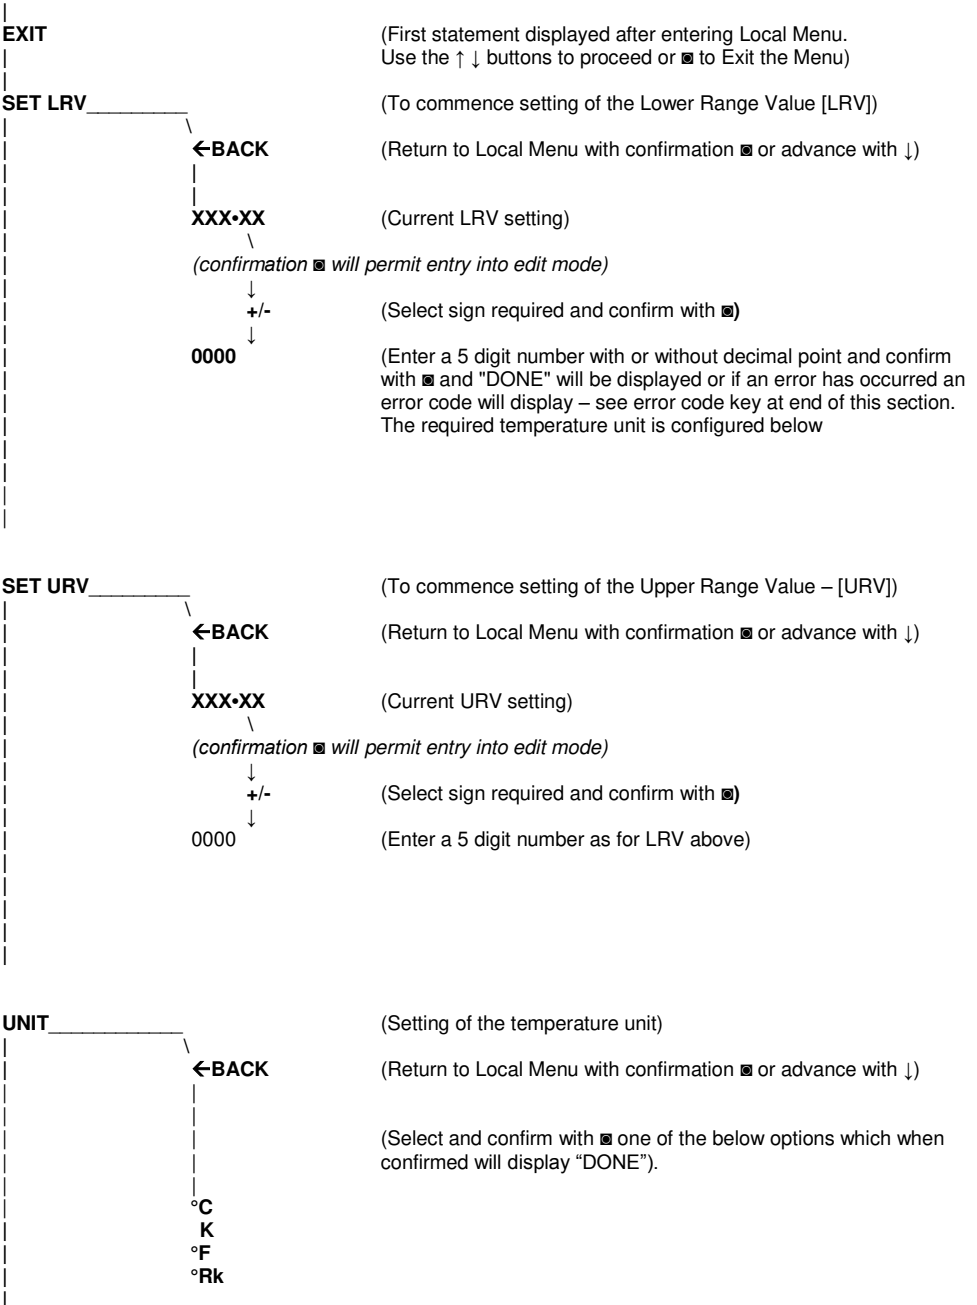 EXIT (First statement displayed after entering Local Menu.
Use the ↑ ↓ buttons to proceed or ◙ to Exit the Menu)
SET LRV_________ (To commence setting of the Lower Range Value [LRV])
←BACK (Return to Local Menu with confirmation ◙ or advance with ↓)
XXX•XX (Current LRV setting)
(confirmation ◙ will permit entry into edit mode)
↓
+/- (Select sign required and confirm with ◙)
↓
0000 (Enter a 5 digit number with or without decimal point and confirm
with ◙ and "DONE" will be displayed or if an error has occurred an
error code will display – see error code key at end of this section.
The required temperature unit is configured below
SET URV_________ (To commence setting of the Upper Range Value – [URV])
←BACK (Return to Local Menu with confirmation ◙ or advance with ↓)
XXX•XX (Current URV setting)
(confirmation ◙ will permit entry into edit mode)
↓
+/- (Select sign required and confirm with ◙)
↓
0000 (Enter a 5 digit number as for LRV above)
UNIT____________ (Setting of the temperature unit)
←BACK (Return to Local Menu with confirmation ◙ or advance with ↓)
(Select and confirm with ◙ one of the below options which when
confirmed will display “DONE”).
°C
K
°F
°Rk